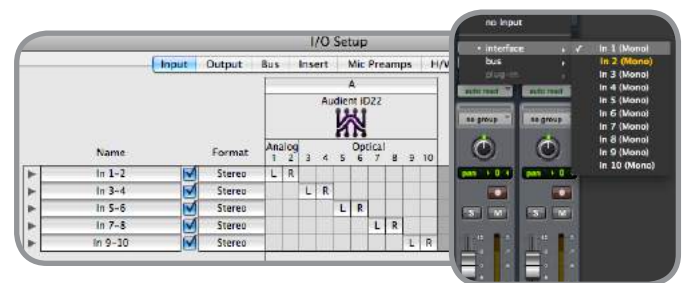 I/O Setup
Input Output Bus Insert Mic Preamps H/W
A
Audient iD22
Analog Optical
Name Format 1 2 3 4 5 6 7 8 9 10
In 1-2 Stereo L R
In 3-4 Stereo L R
In 5-6 Stereo L R
In 7-8 Stereo L R
In 9-10 Stereo L R
no input
interface
bus
plug-in
In 1 (Mono)
In 2 (Mono)
In 3 (Mono)
In 4 (Mono)
In 5 (Mono)
In 6 (Mono)
In 7 (Mono)
In 8 (Mono)
In 9 (Mono)
In 10 (Mono)
auto read auto read
no group no group
pan 0 pan 0
S M S M